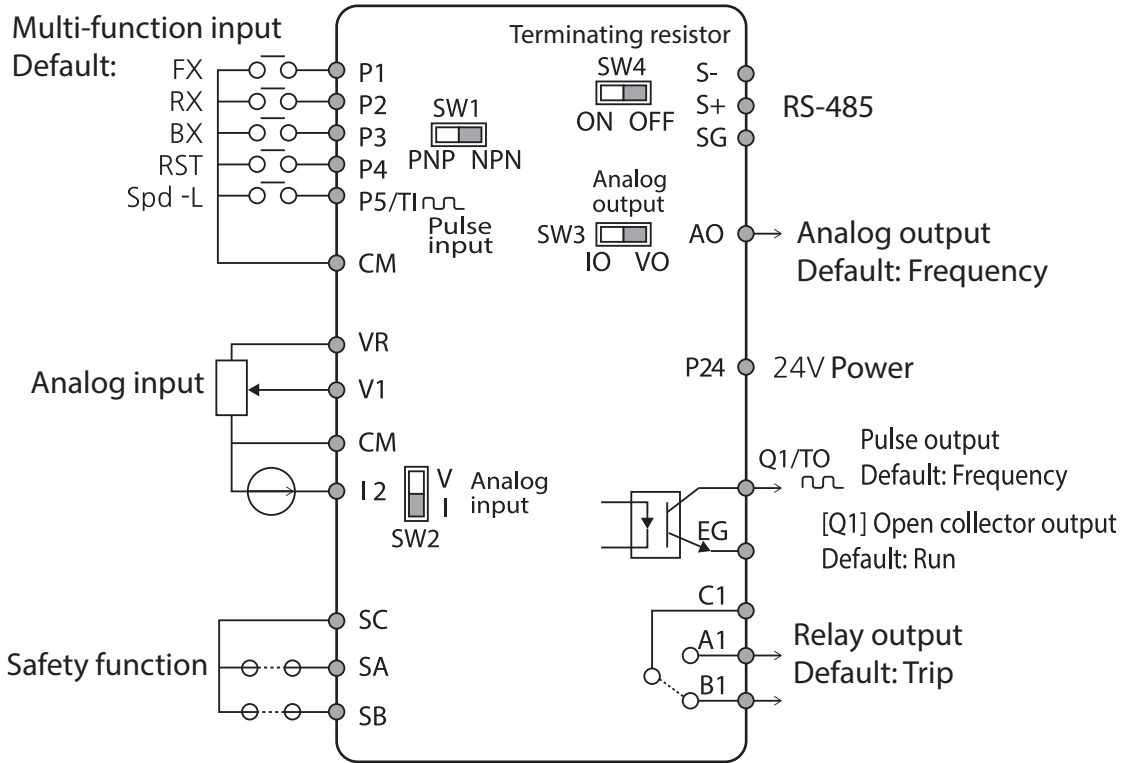 Multi-function input
Default:
FX
RX
BX
RST
Spd -L
P1
P2
P3
P4
P5/TI
Pulse
input
CM
SW1
PNP NPN
Terminating resistor
SW4
ON OFF
S-
S+
SG
RS-485
Analog
output
SW3
IO VO
AO
Analog output
Default: Frequency
Analog input
VR
V1
CM
I 2
V
I
Analog
input
SW2
P24
24V Power
Q1/TO
Pulse output
Default: Frequency
EG
[Q1] Open collector output
Default: Run
Safety function
SC
SA
SB
C1
A1
B1
Relay output
Default: Trip